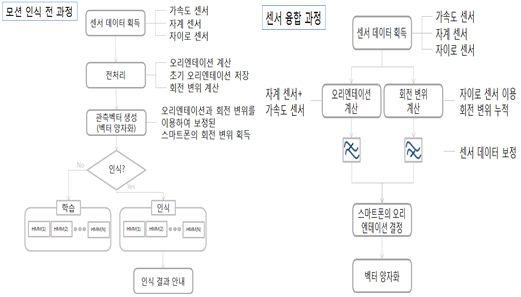 모션 인식 전 과정
센서 데이터 획득
가속도 센서
자계 센서
자이로 센서
전처리
오리엔테이션 계산
초기 오리엔테이션 저장
회전 변위 계산
관측벡터 생성
(벡터 양자화)
오리엔테이션과 회전 변위를
이용하여 보정된
스마트폰의 회전 변위 획득
인식?
No
Yes
학습
HMM(1) HMM(2) HMM(N)
인식
HMM(1) HMM(2) HMM(N)
인식 결과 안내
센서 융합 과정
센서 데이터 획득
가속도 센서
자계 센서
자이로 센서
자계 센서+
가속도 센서
오리엔테이션
계산
회전 변위
계산
자이로 센서 이용
회전 변위 누적
센서 데이터 보정
스마트폰의 오리
엔테이션 결정
벡터 양자화